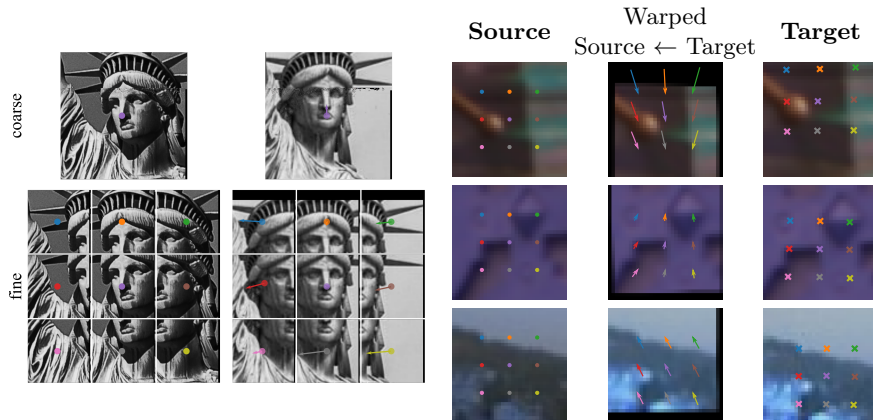 Source
Warped
Source ← Target
Target
coarse
fine